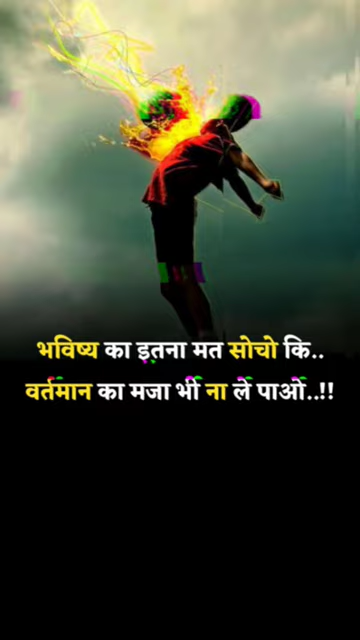 भविष्य का इतना मत सोचो कि..
वर्तमान का मजा भी ना ले पाओ..!!